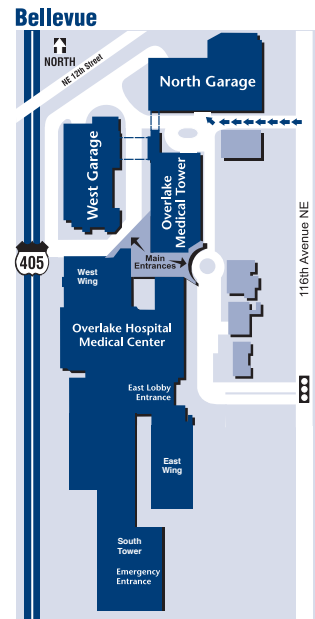 Bellevue
NORTH
NE 12th Street
North Garage
West Garage
Overlake
Medical Tower
116th Avenue NE
405
Main
Entrances
West
Wing
Overlake Hospital
Medical Center
East Lobby
Entrance
East
Wing
South
Tower
Emergency
Entrance